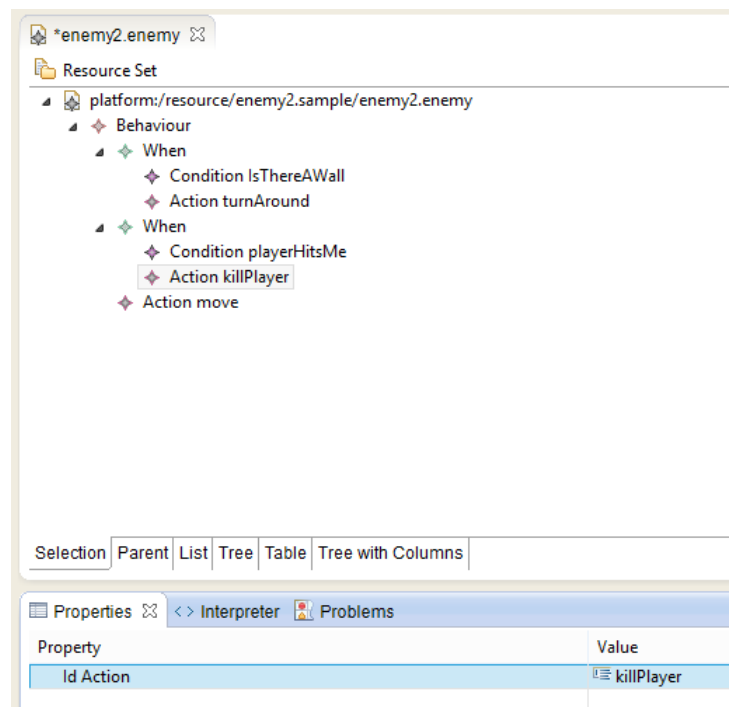 *enemy2.enemy
Resource Set
platform:/resource/enemy2.sample/enemy2.enemy
Behaviour
When
Condition IsThereAWall
Action turnAround
When
Condition playerHitsMe
Action killPlayer
Action move
Selection Parent List Tree Table Tree with Columns
Properties <> Interpreter Problems
Property Value
Id Action killPlayer